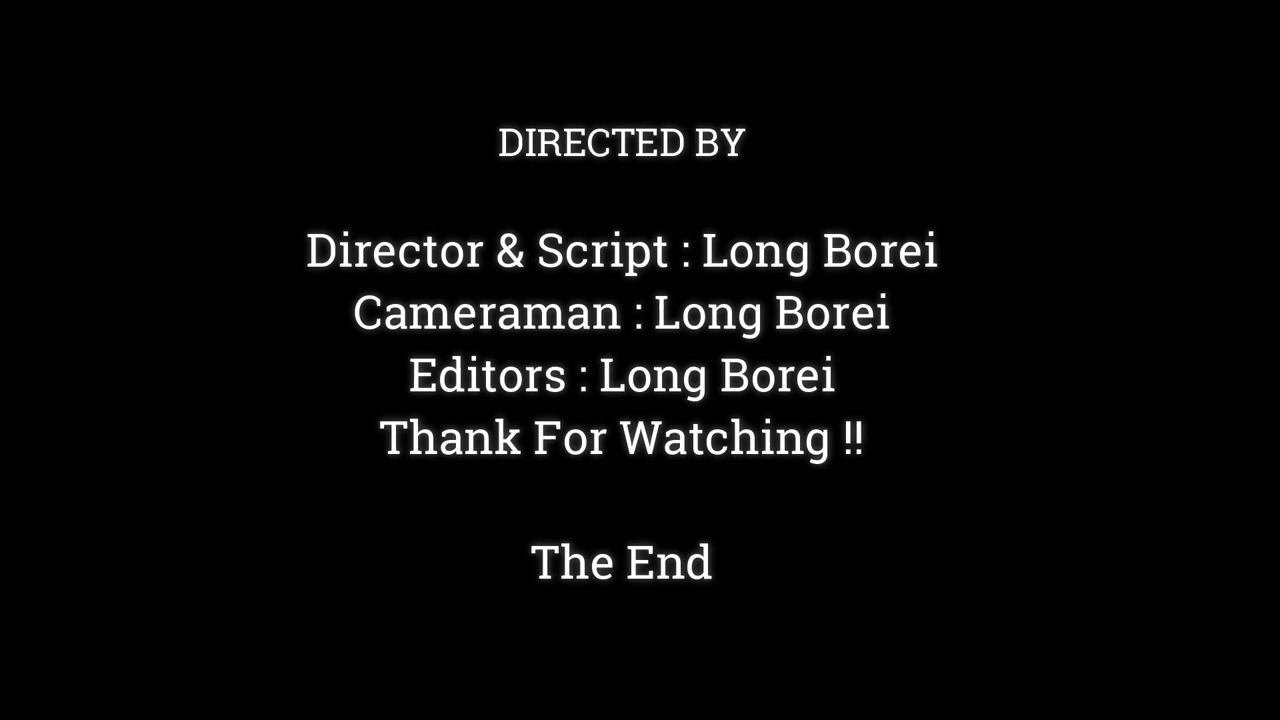 DIRECTED BY
Director & Script : Long Borei
Cameraman : Long Borei
Editors : Long Borei
Thank For Watching !!
The End